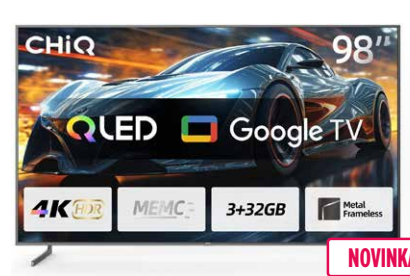 CHiQ
98"
QLED Google TV
4K HDR
MEMC
3+32GB
Metal
Frameless
NOVINKA